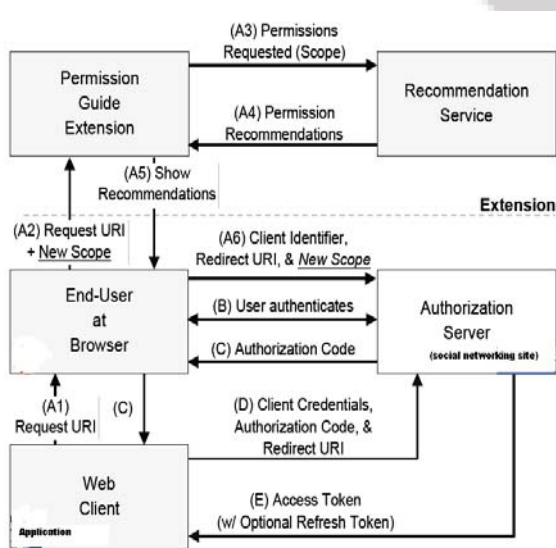 (A3) Permissions
Requested (Scope)
Permission
Guide
Extension
Recommendation
Service
(A4) Permission
Recommendations
(A5) Show
Recommendations
Extension
(A2) Request URI
+ New Scope
(A6) Client Identifier,
Redirect URI, & New Scope
End-User
at
Browser
(B) User authenticates
Authorization
Server
(social networking site)
(C) Authorization Code
(A1)
Request URI
(C)
(D) Client Credentials,
Authorization Code, &
Redirect URI
Web
Client
Application
(E) Access Token
(w/ Optional Refresh Token)